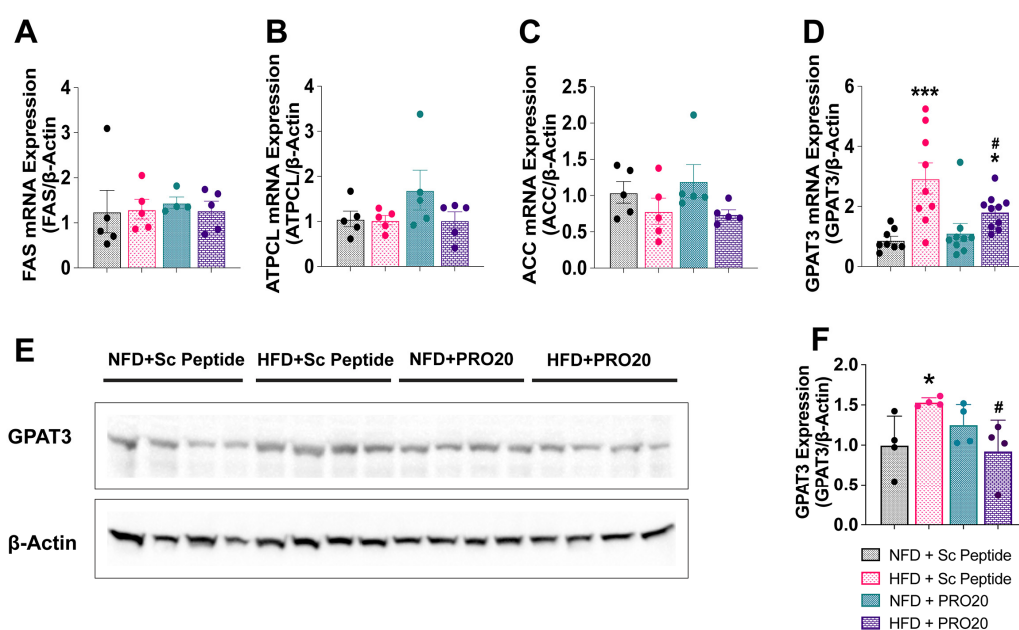 A
FAS mRNA Expression
(FAS/β-Actin)
4
3
2
1
0
B
ATPCL mRNA Expression
(ATPCL/β-Actin)
4
3
2
1
0
C
ACC mRNA Expression
(ACC/β-Actin)
2.5
2.0
1.5
1.0
0.5
0.0
D
GPAT3 mRNA Expression
(GPAT3/β-Actin)
6
4
2
0
***
#
*
E
NFD+Sc Peptide
HFD+Sc Peptide
NFD+PRO20
HFD+PRO20
GPAT3
β-Actin
F
GPAT3 Expression
(GPAT3/β-Actin)
2.0
1.5
1.0
0.5
0.0
*
#
NFD + Sc Peptide
HFD + Sc Peptide
NFD + PRO20
HFD + PRO20